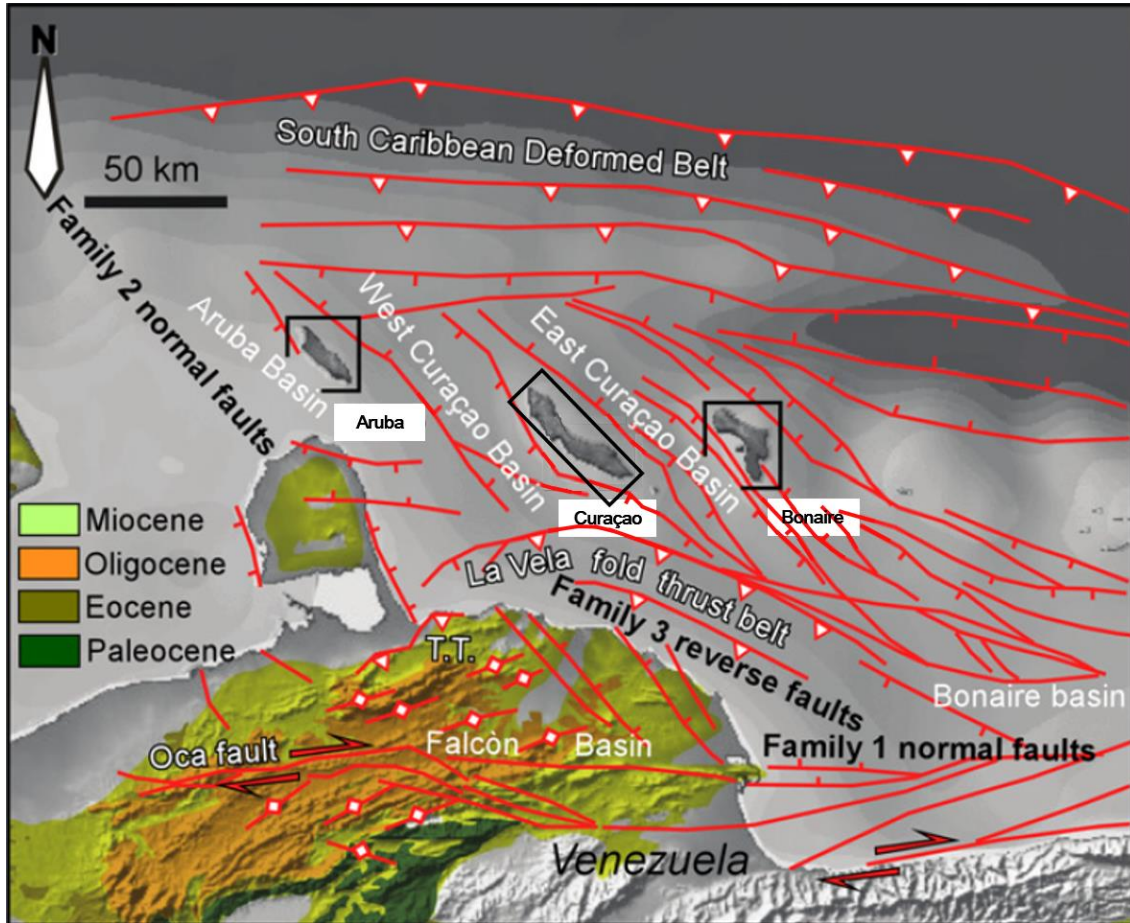 N
South Caribbean Deformed Belt
50 km
Family 2 normal faults
Aruba Basin
West Curaçao Basin
East Curaçao Basin
Aruba
Curaçao
Bonaire
Miocene
Oligocene
Eocene
Paleocene
La Vela fold thrust belt
Family 3 reverse faults
T.T.
Bonaire basin
Oca fault
Falcòn Basin
Family 1 normal faults
Venezuela